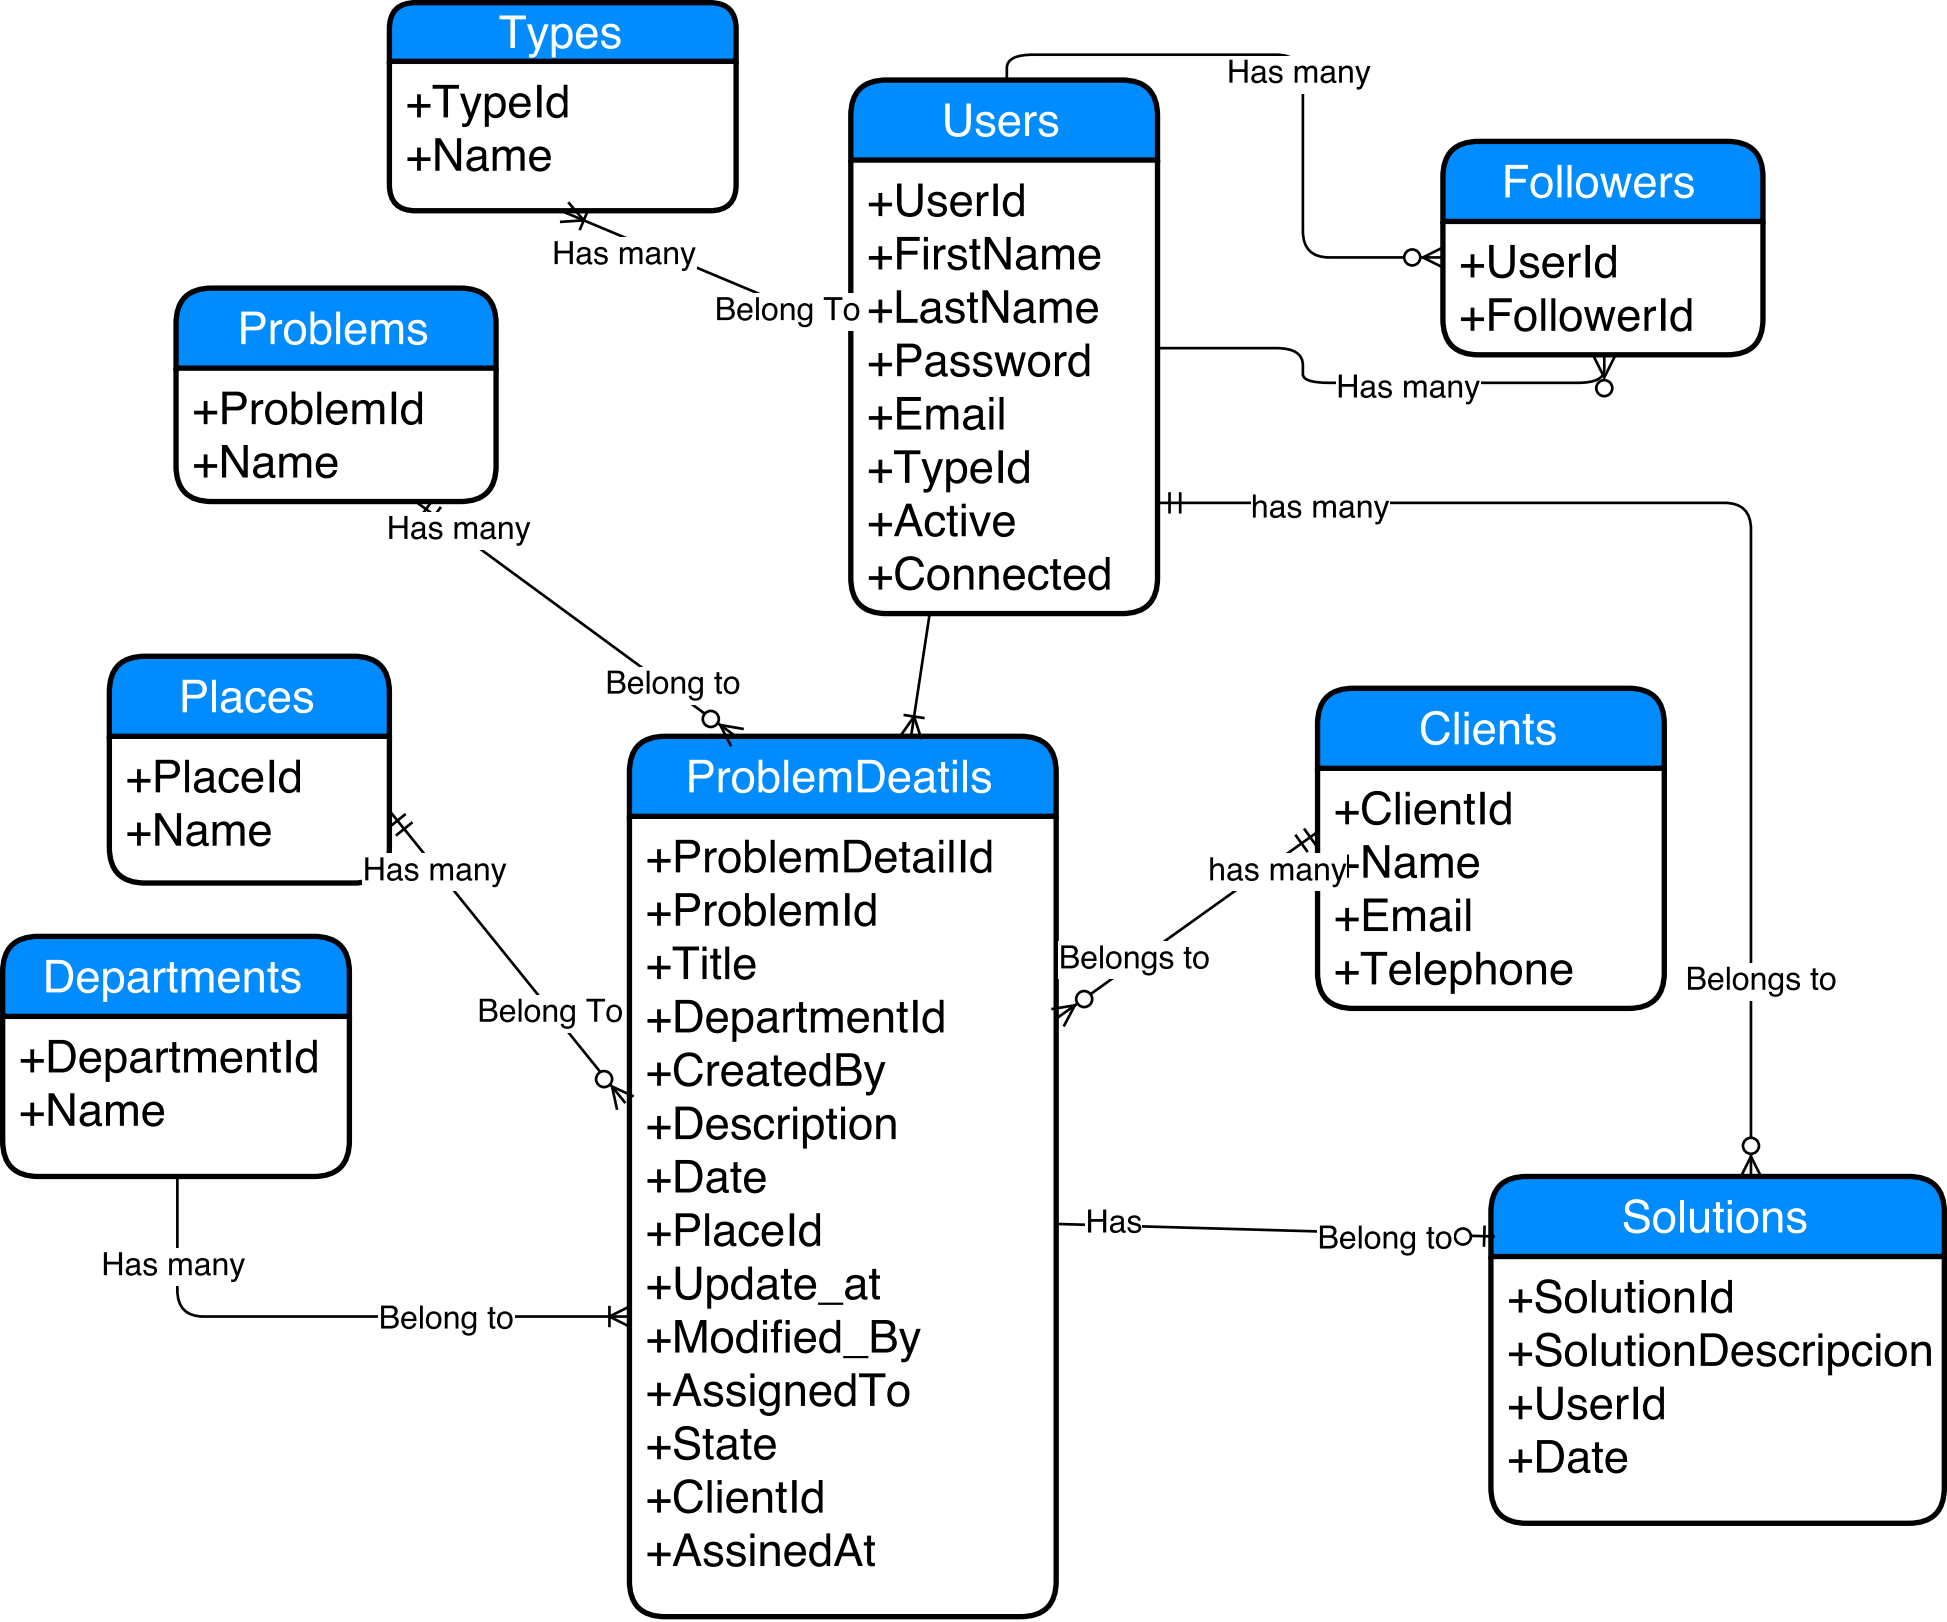 Types
+TypeId
+Name
Has many
Belong To
Users
+UserId
+FirstName
+LastName
+Password
+Email
+TypeId
+Active
+Connected
Has many
Followers
+UserId
+FollowerId
Has many
has many
Belongs to
Problems
+ProblemId
+Name
Has many
Belong to
Places
+PlaceId
+Name
Has many
Belong To
Departments
+DepartmentId
+Name
Has many
Belong to
ProblemDeatils
+ProblemDetailId
+ProblemId
+Title
+DepartmentId
+CreatedBy
+Description
+Date
+PlaceId
+Update_at
+Modified_By
+AssignedTo
+State
+ClientId
+AssinedAt
Clients
+ClientId
+Name
+Email
+Telephone
has many
Belongs to
Has
Belong to
Solutions
+SolutionId
+SolutionDescripcion
+UserId
+Date